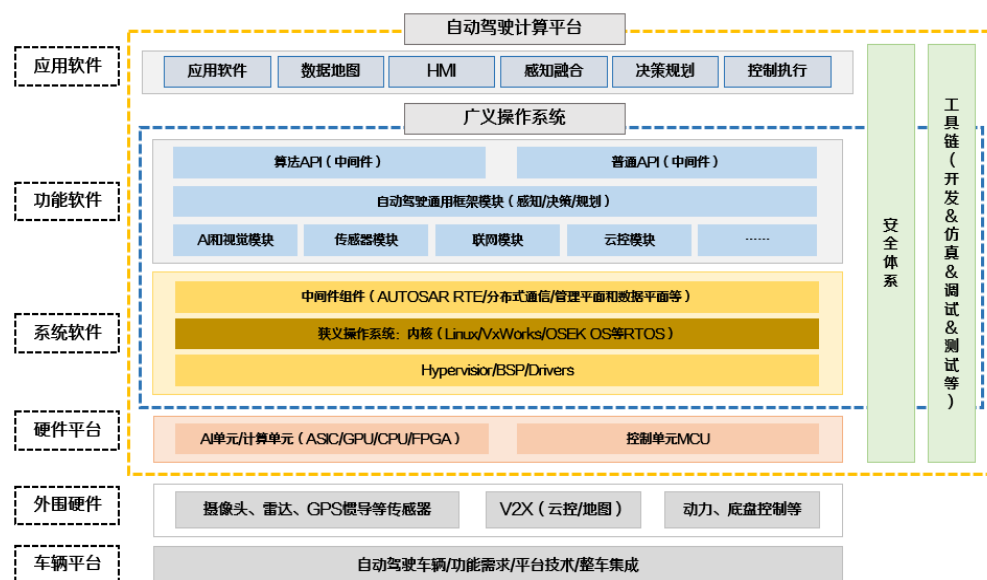 自动驾驶计算平台
应用软件
应用软件
数据地图
HMI
感知融合
决策规划
控制执行
广义操作系统
功能软件
算法API(中间件)
普通API(中间件)
自动驾驶通用框架模块(感知/决策/规划)
AI和视觉模块
传感器模块
联网模块
云控模块
……
系统软件
中间件组件(AUTOSAR RTE/分布式通信/管理平面和数据平面等)
狭义操作系统:内核(Linux/VxWorks/OSEK OS等RTOS)
Hypervisior/BSP/Drivers
硬件平台
AI单元/计算单元(ASIC/GPU/CPU/FPGA)
控制单元MCU
安全体系
工具链(开发&仿真&调试&测试等)
外围硬件
摄像头、雷达、GPS惯导等传感器
V2X(云控/地图)
动力、底盘控制等
车辆平台
自动驾驶车辆/功能需求/平台技术/整车集成